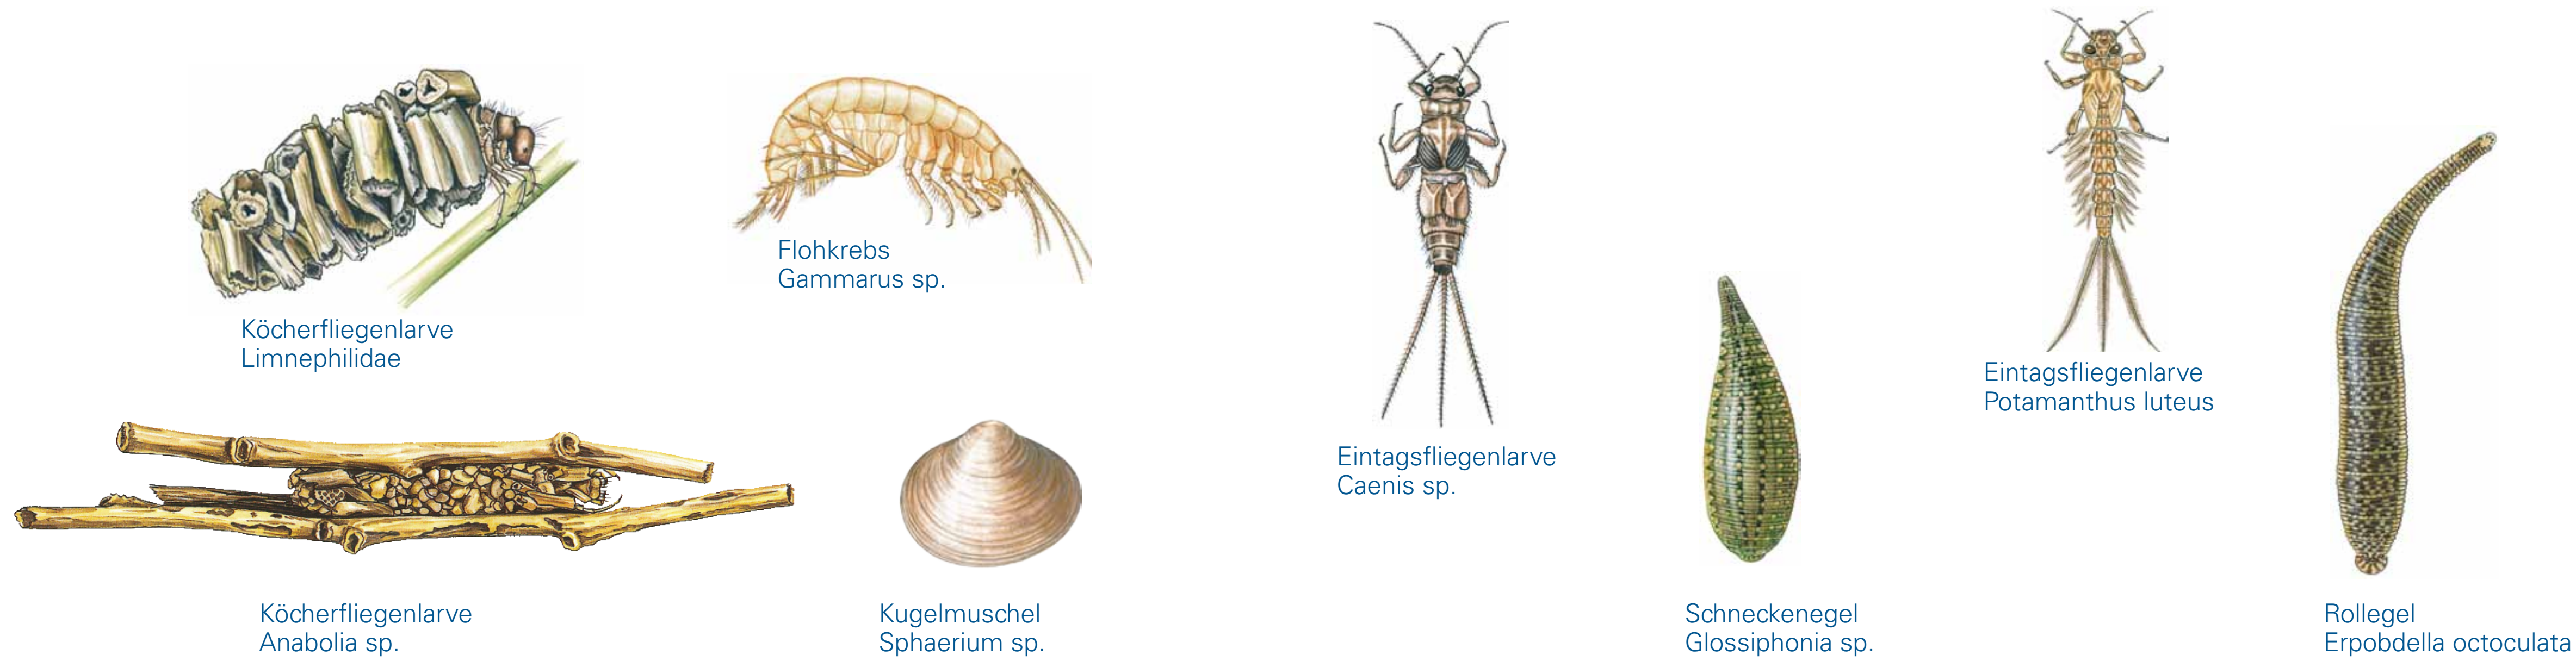 Flohkrebs
Gammarus sp.
Köcherfliegenlarve
Limnephilidae
Eintagsfliegenlarve
Potamanthus luteus
Eintagsfliegenlarve
Caenis sp.
Köcherfliegenlarve
Anabolia sp.
Kugelmuschel
Sphaerium sp.
Schneckenegel
Glossiphonia sp.
Rollegel
Erpobdella octoculata